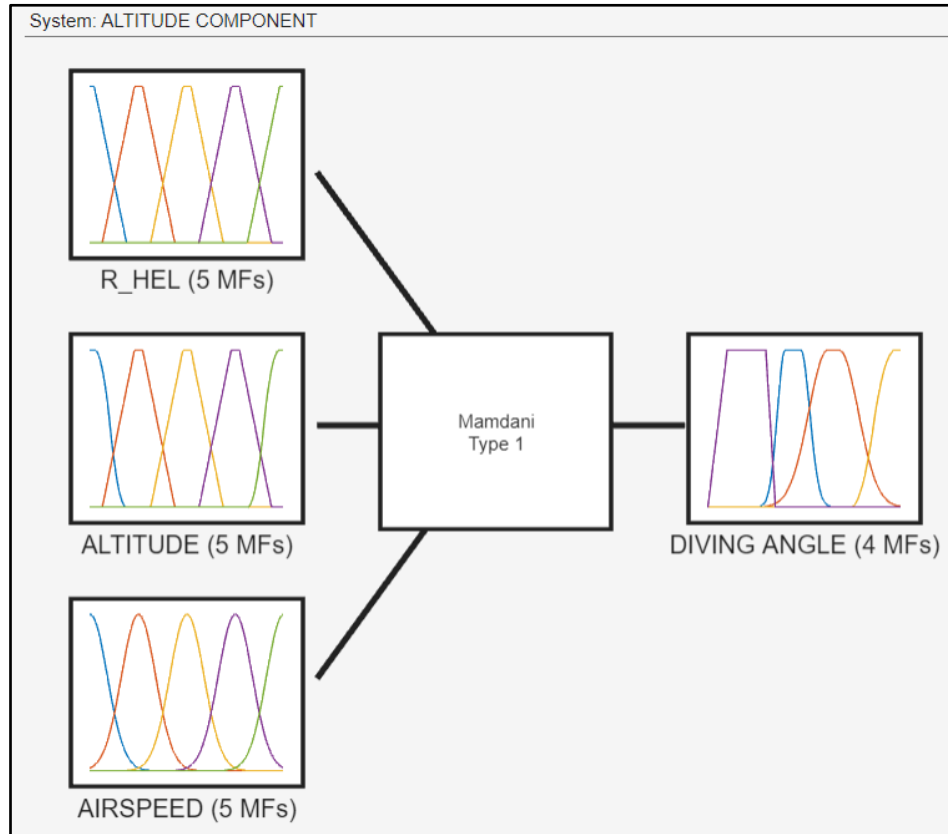 System: ALTITUDE COMPONENT
R_HEL (5 MFs)
ALTITUDE (5 MFs)
Mamdani
Type 1
DIVING ANGLE (4 MFs)
AIRSPEED (5 MFs)